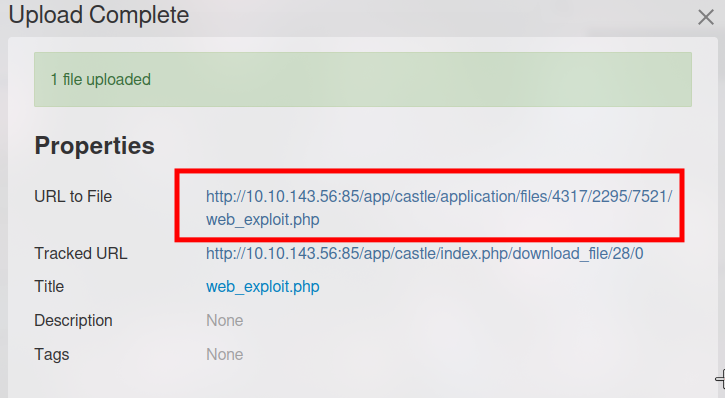 Upload Complete
1 file uploaded
Properties
URL to File http://10.10.143.56:85/app/castle/application/files/4317/2295/7521/
web_exploit.php
Tracked URL http://10.10.143.56:85/app/castle/index.php/download_file/28/0
Title web_exploit.php
Description None
Tags None